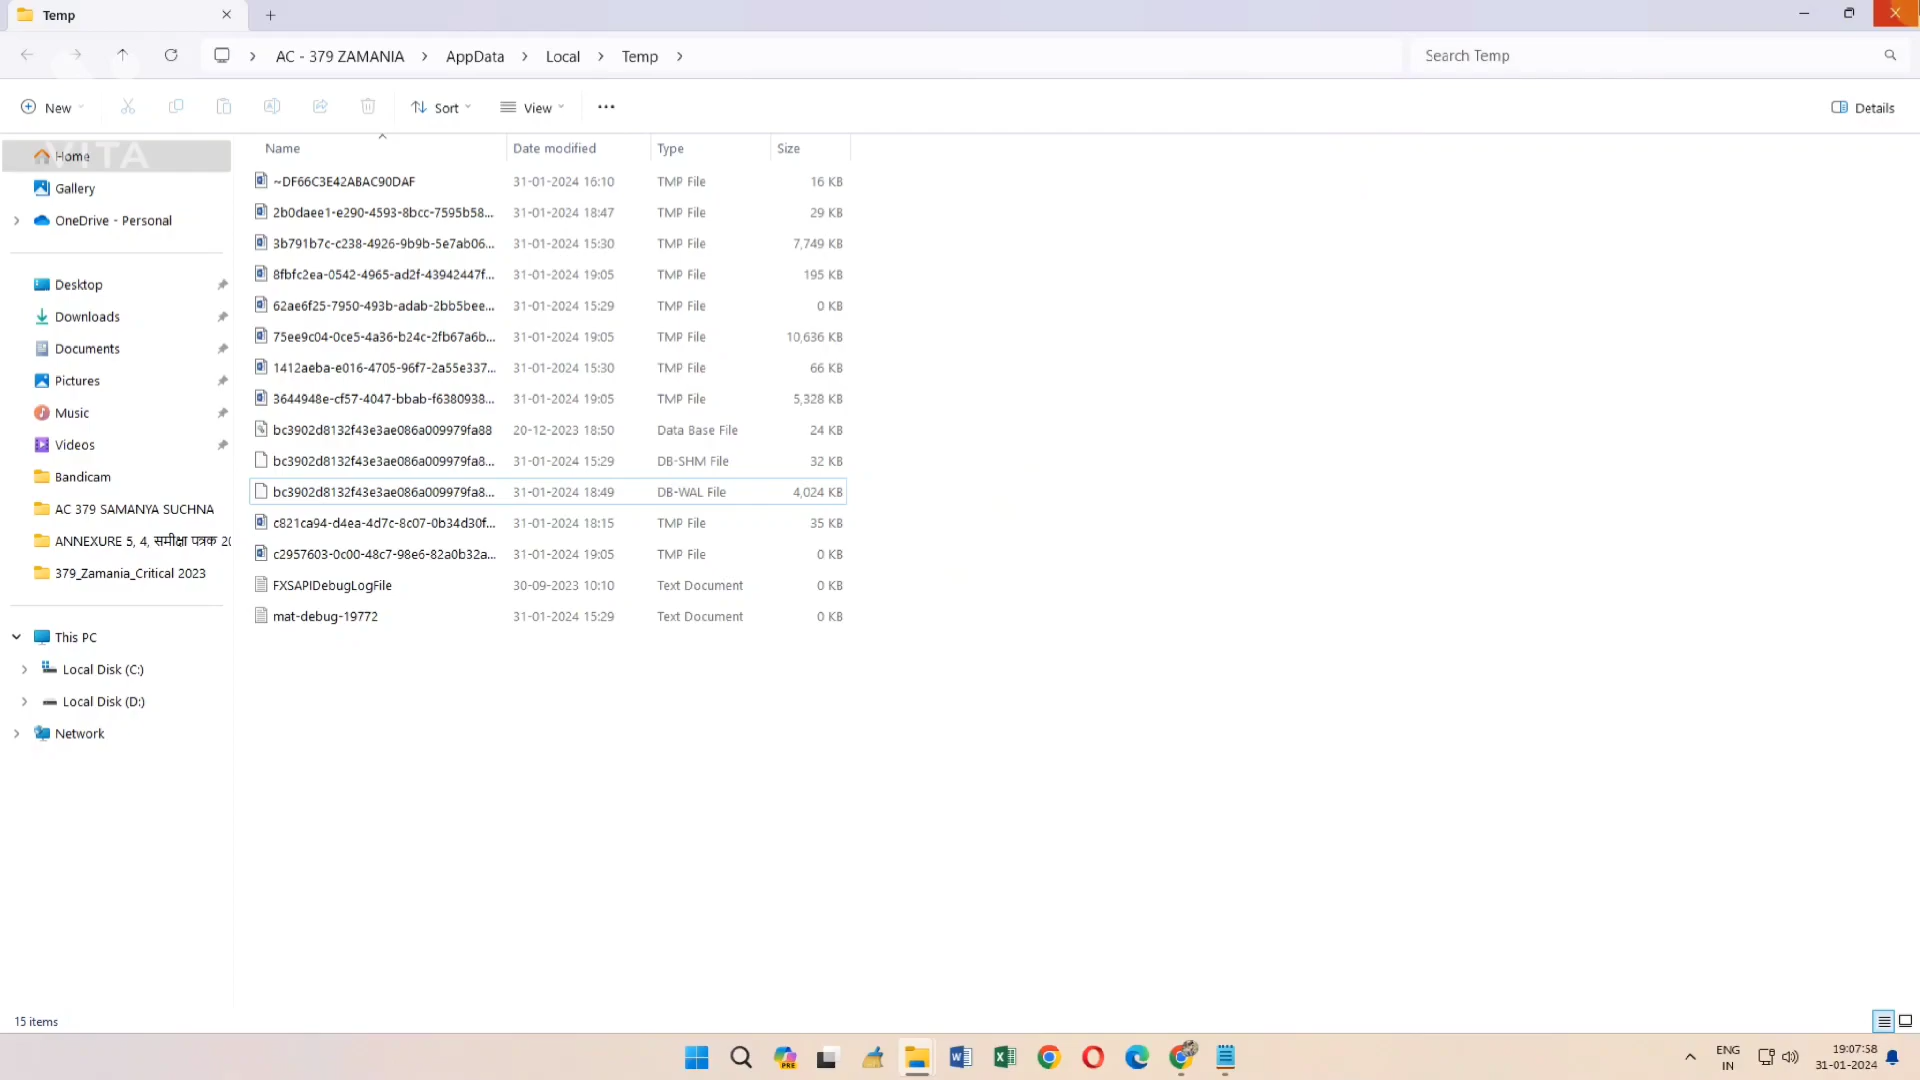 Temp
AC - 379 ZAMANIA > AppData > Local > Temp >
Search Temp
New
Sort
View
Details
Home
VITA
Gallery
OneDrive - Personal
Desktop
Downloads
Documents
Pictures
Music
Videos
Bandicam
AC 379 SAMANYA SUCHNA
ANNEXURE 5, 4, समीक्षा पत्रक 20
379_Zamania_Critical 2023
This PC
Local Disk (C:)
Local Disk (D:)
Network
Name Date modified Type Size
~DF66C3E42ABAC90DAF 31-01-2024 16:10 TMP File 16 KB
2b0daee1-e290-4593-8bcc-7595b58... 31-01-2024 18:47 TMP File 29 KB
3b791b7c-c238-4926-9b9b-5e7ab06... 31-01-2024 15:30 TMP File 7,749 KB
8fbfc2ea-0542-4965-ad2f-43942447f... 31-01-2024 19:05 TMP File 195 KB
62ae6f25-7950-493b-adab-2bb5bee... 31-01-2024 15:29 TMP File 0 KB
75ee9c04-0ce5-4a36-b24c-2fb67a6b... 31-01-2024 19:05 TMP File 10,636 KB
1412aeba-e016-4705-96f7-2a55e337... 31-01-2024 15:30 TMP File 66 KB
3644948e-cf57-4047-bbab-f6380938... 31-01-2024 19:05 TMP File 5,328 KB
bc3902d8132f43e3ae086a009979fa88 20-12-2023 18:50 Data Base File 24 KB
bc3902d8132f43e3ae086a009979fa8... 31-01-2024 15:29 DB-SHM File 32 KB
bc3902d8132f43e3ae086a009979fa8... 31-01-2024 18:49 DB-WAL File 4,024 KB
c821ca94-d4ea-4d7c-8c07-0b34d30f... 31-01-2024 18:15 TMP File 35 KB
c2957603-0c00-48c7-98e6-82a0b32a... 31-01-2024 19:05 TMP File 0 KB
FXSAPIDebugLogFile 30-09-2023 10:10 Text Document 0 KB
mat-debug-19772 31-01-2024 15:29 Text Document 0 KB
15 items
PRE
ENG
IN
19:07:58
31-01-2024